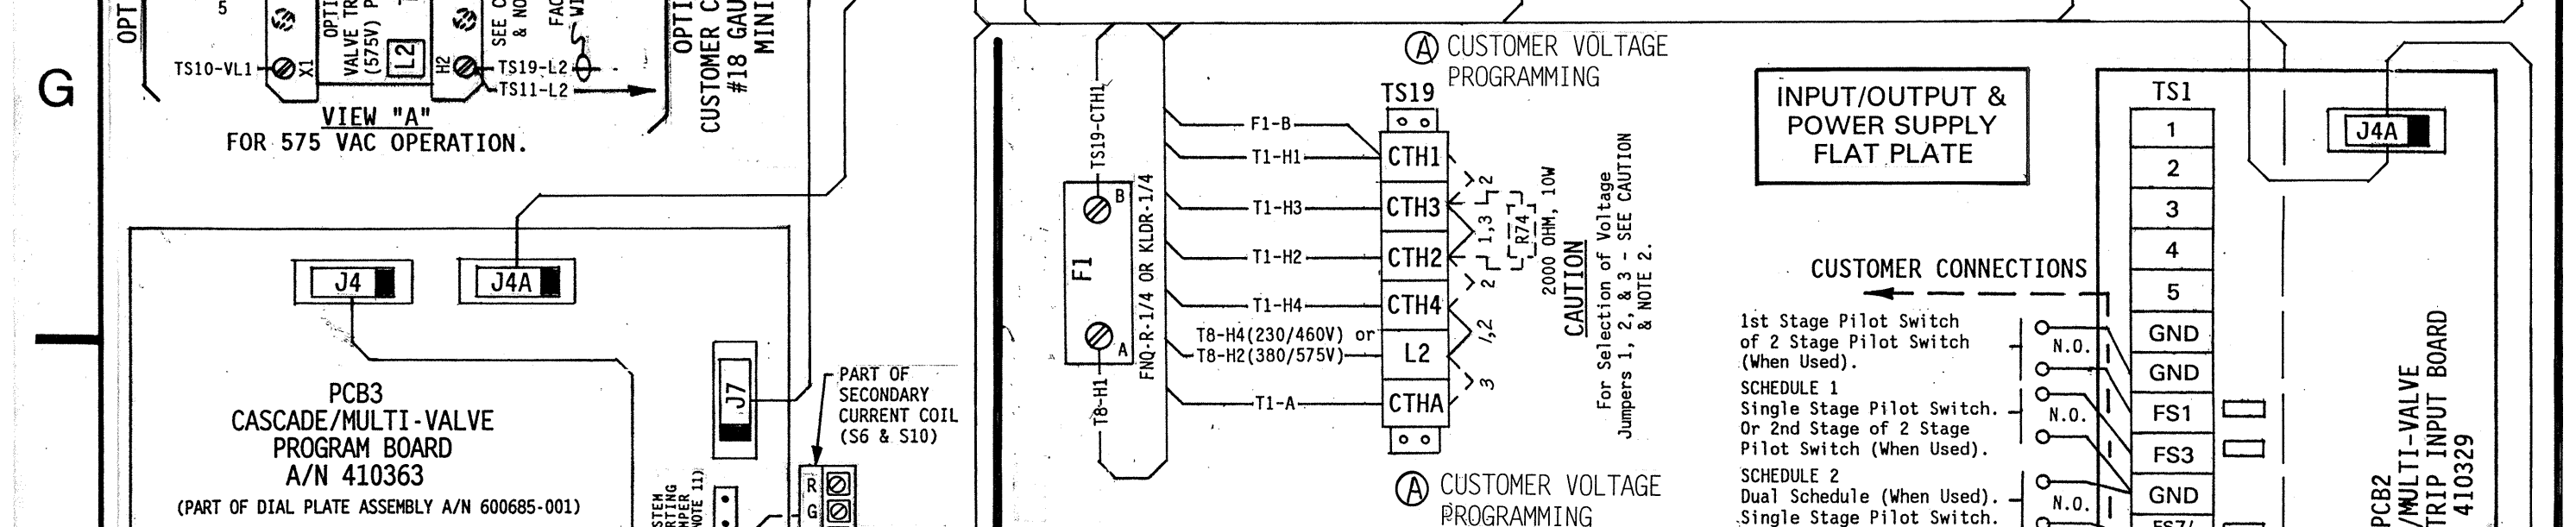 G
OPT
5
TS10-VL1
X1
OPTI
VALVE TR
(575V) P
L2
H2
SEE C
& NO
FAC
WI
TS19-L2
TS11-L2
VIEW "A"
FOR 575 VAC OPERATION.
OPTI
CUSTOMER C
#18 GAU
MINI
J4
J4A
J7
PCB3
CASCADE/MULTI-VALVE
PROGRAM BOARD
A/N 410363
(PART OF DIAL PLATE ASSEMBLY A/N 600685-001)
STEM
RTING
MPER
NOTE 11)
PART OF
SECONDARY
CURRENT COIL
(S6 & S10)
R
G
TS19-CTH1
B
F1
A
T8-H1
FNQ-R-1/4 OR KLDR-1/4
A CUSTOMER VOLTAGE
PROGRAMMING
TS19
F1-B
T1-H1
CTH1
T1-H3
CTH3
T1-H2
CTH2
T1-H4
CTH4
T8-H4(230/460V) or
T8-H2(380/575V)
L2
T1-A
CTHA
2
1,3
2
1,2
3
R74
2000 OHM, 10W
CAUTION
For Selection of Voltage
Jumpers 1, 2, & 3 - SEE CAUTION
& NOTE 2.
A CUSTOMER VOLTAGE
PROGRAMMING
INPUT/OUTPUT &
POWER SUPPLY
FLAT PLATE
CUSTOMER CONNECTIONS
1st Stage Pilot Switch
of 2 Stage Pilot Switch
(When Used).
N.O.
SCHEDULE 1
Single Stage Pilot Switch.
Or 2nd Stage of 2 Stage
Pilot Switch (When Used).
N.O.
SCHEDULE 2
Dual Schedule (When Used).
Single Stage Pilot Switch.
N.O.
TS1
1
2
3
4
5
GND
GND
FS1
FS3
GND
FS7/
J4A
PCB2
/MULTI-VALVE
TRIP INPUT BOARD
410329